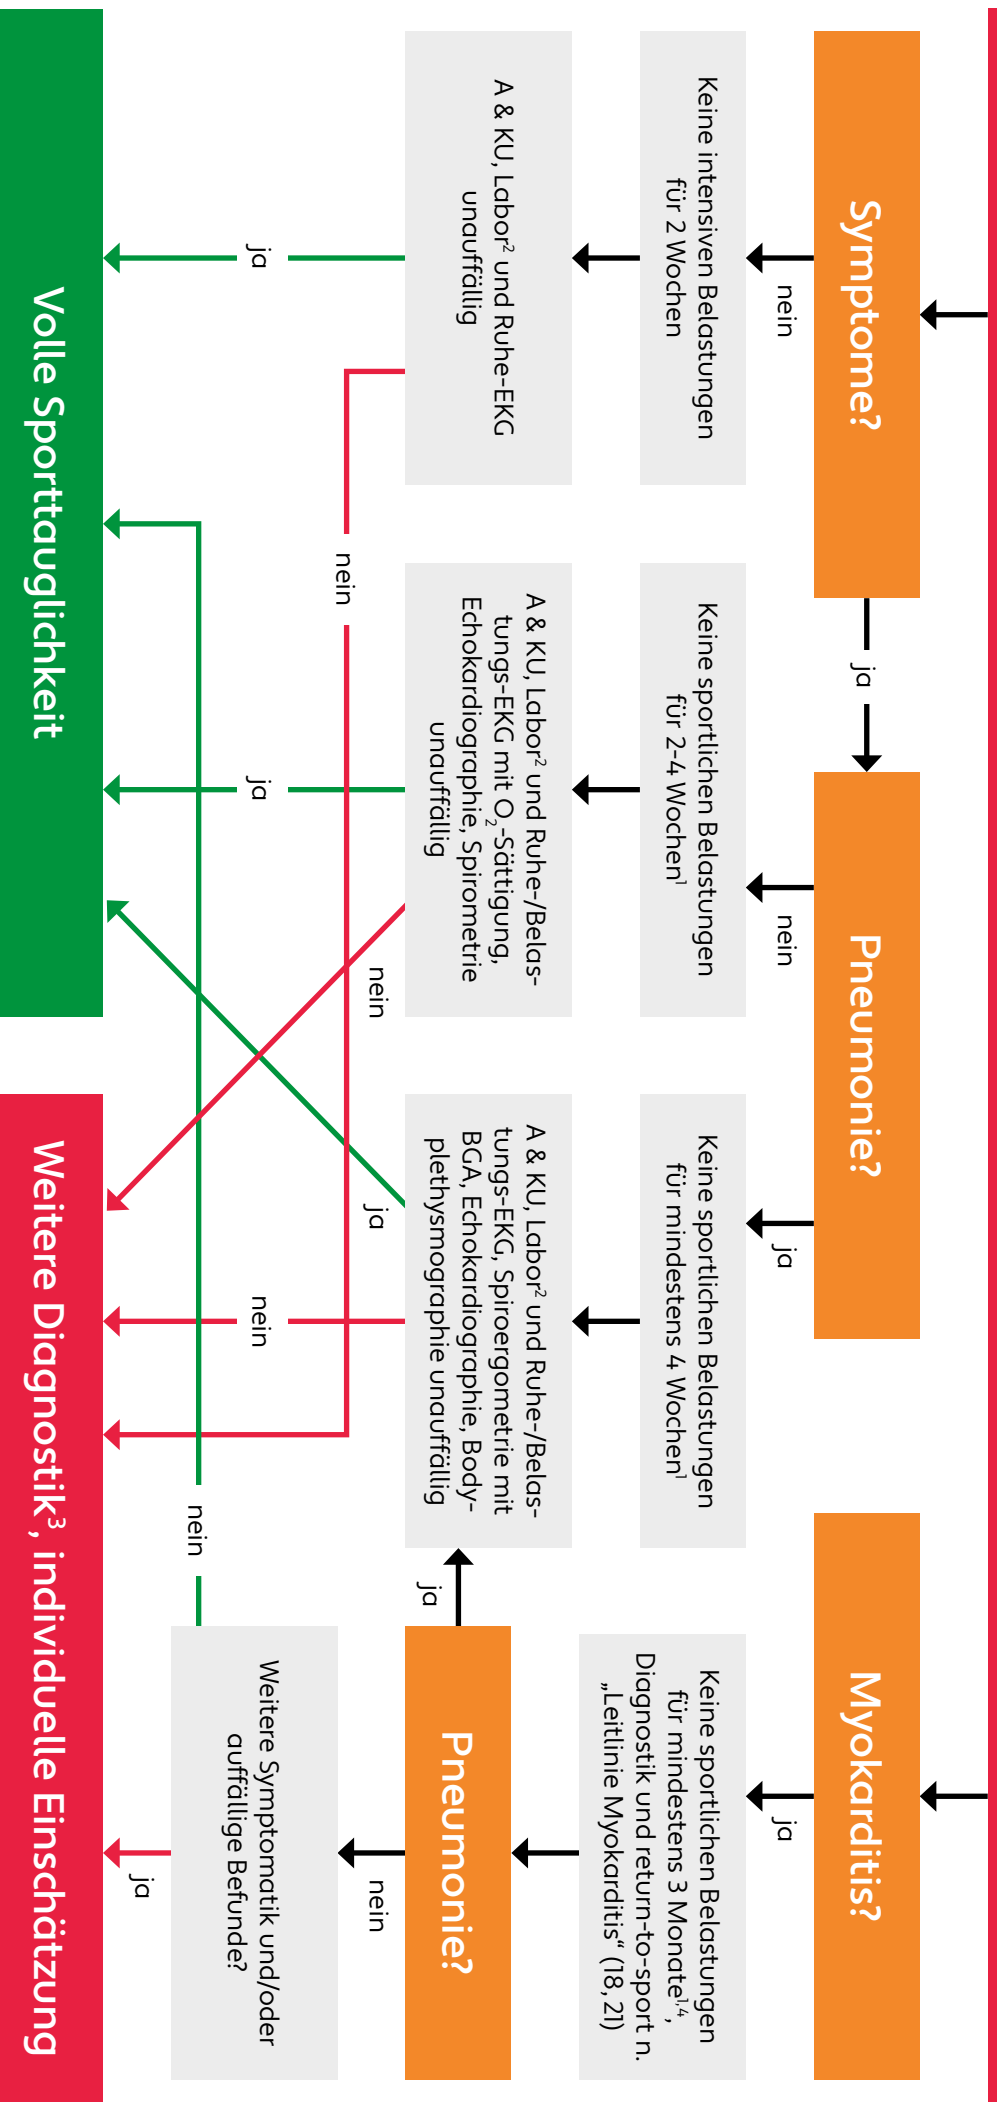 Symptome?
ja
Pneumonie?
Myokarditis?
nein
nein
ja
ja
Keine intensiven Belastungen
für 2 Wochen
Keine sportlichen Belastungen
für 2-4 Wochen¹
Keine sportlichen Belastungen
für mindestens 4 Wochen¹
Keine sportlichen Belastungen
für mindestens 3 Monate¹,⁴,
Diagnostik und return-to-sport n.
„Leitlinie Myokarditis“ (18, 21)
A & KU, Labor² und Ruhe-EKG
unauffällig
A & KU, Labor² und Ruhe-/Belas-
tungs-EKG mit O₂-Sättigung,
Echokardiographie, Spirometrie
unauffällig
A & KU, Labor² und Ruhe-/Belas-
tungs-EKG, Spiroergometrie mit
BGA, Echokardiographie, Body-
plethysmographie unauffällig
ja
Pneumonie?
nein
nein
ja
nein
ja
ja
nein
nein
Weitere Symptomatik und/oder
auffällige Befunde?
ja
Volle Sporttauglichkeit
Weitere Diagnostik³, individuelle Einschätzung